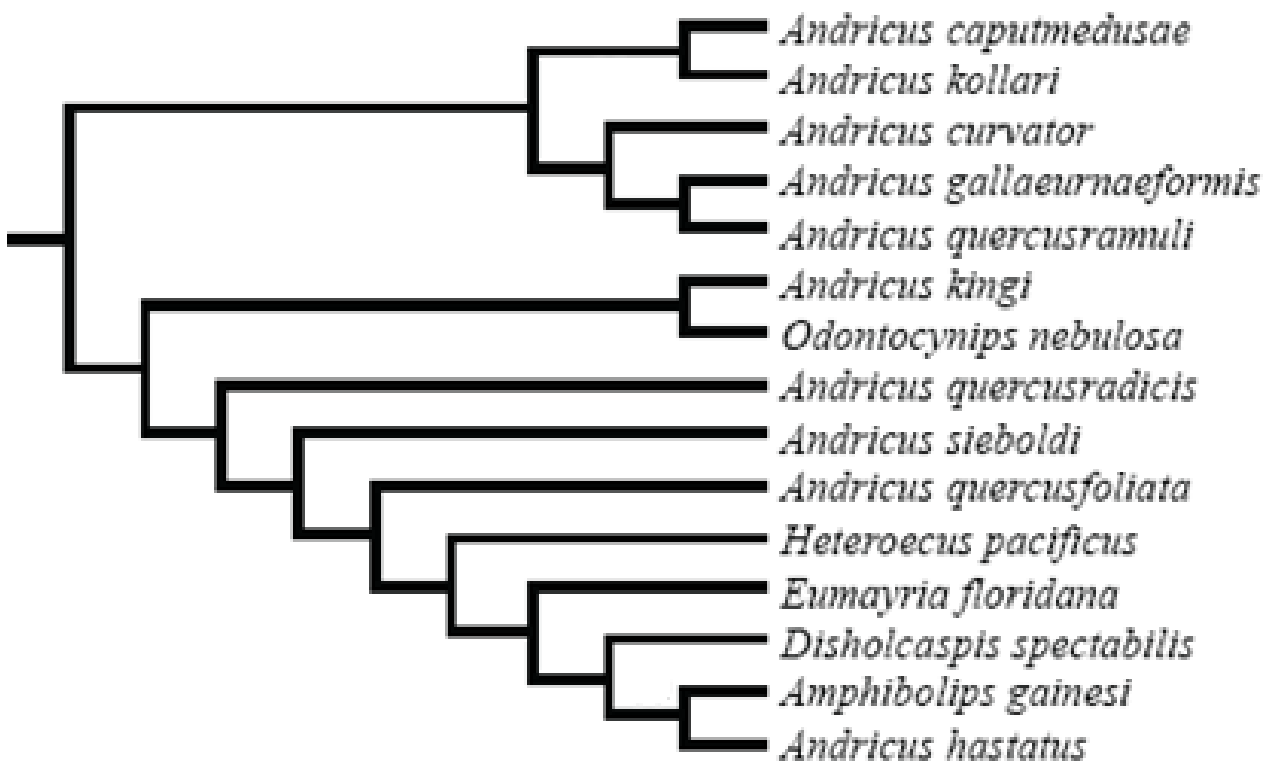 Andricus caputmedusae
Andricus kollari
Andricus curvator
Andricus gallaeurnaeformis
Andricus quercusramuli
Andricus kingi
Odontocynips nebulosa
Andricus quercusradicis
Andricus sieboldi
Andricus quercusfoliata
Heteroecus pacificus
Eumayria floridana
Disholcaspis spectabilis
Amphibolips gainesi
Andricus hastatus